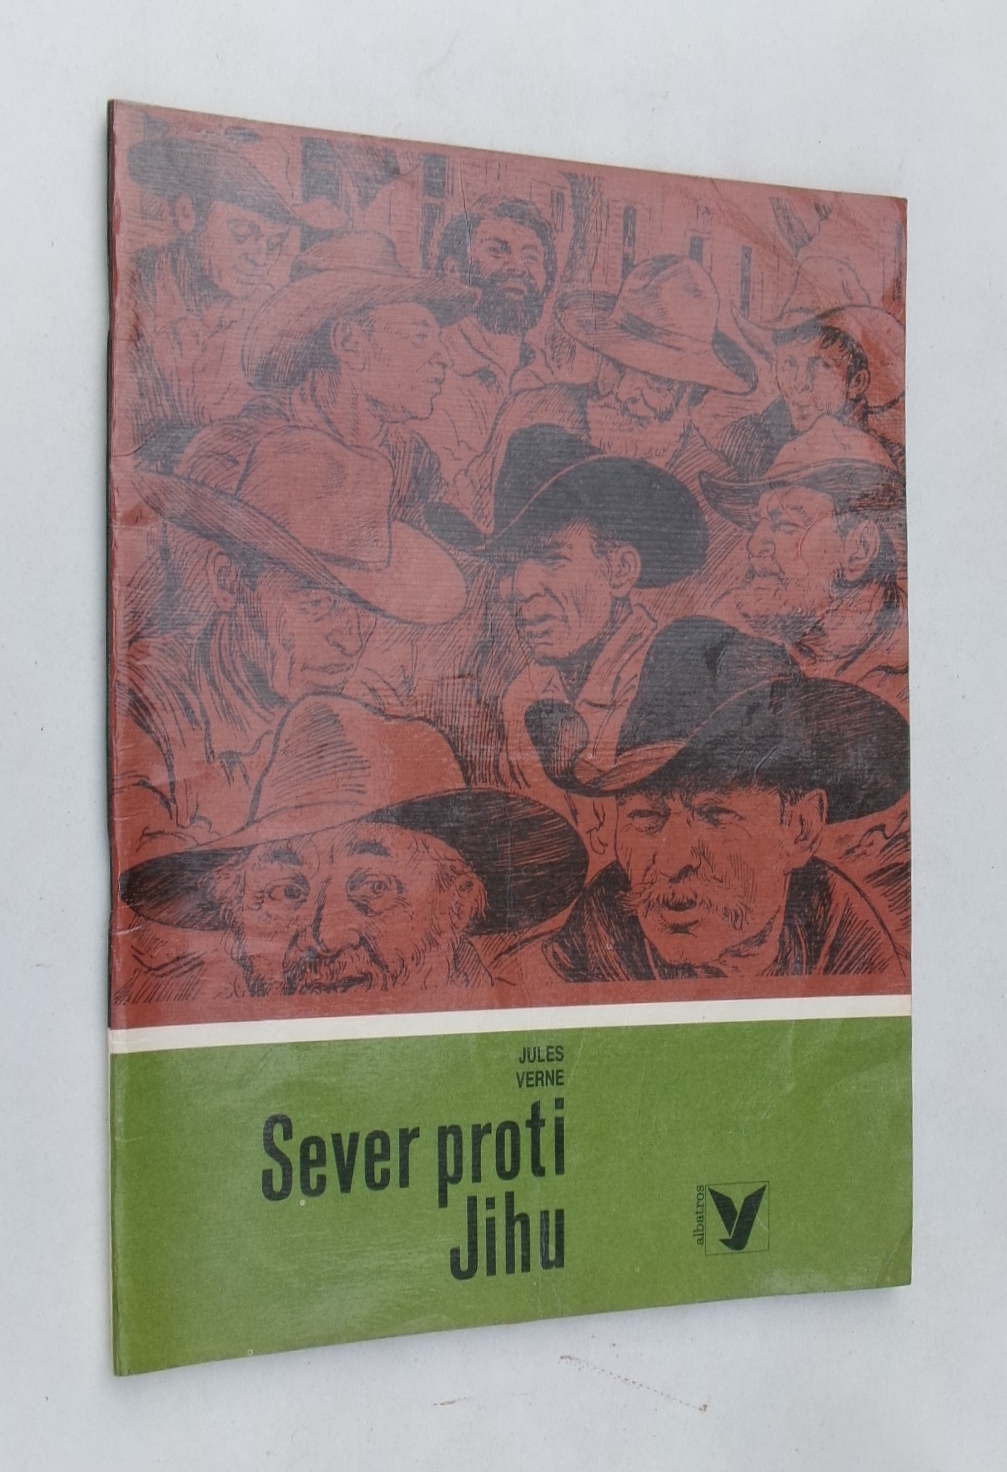 JULES
VERNE
Sever proti
Jihu
albatros